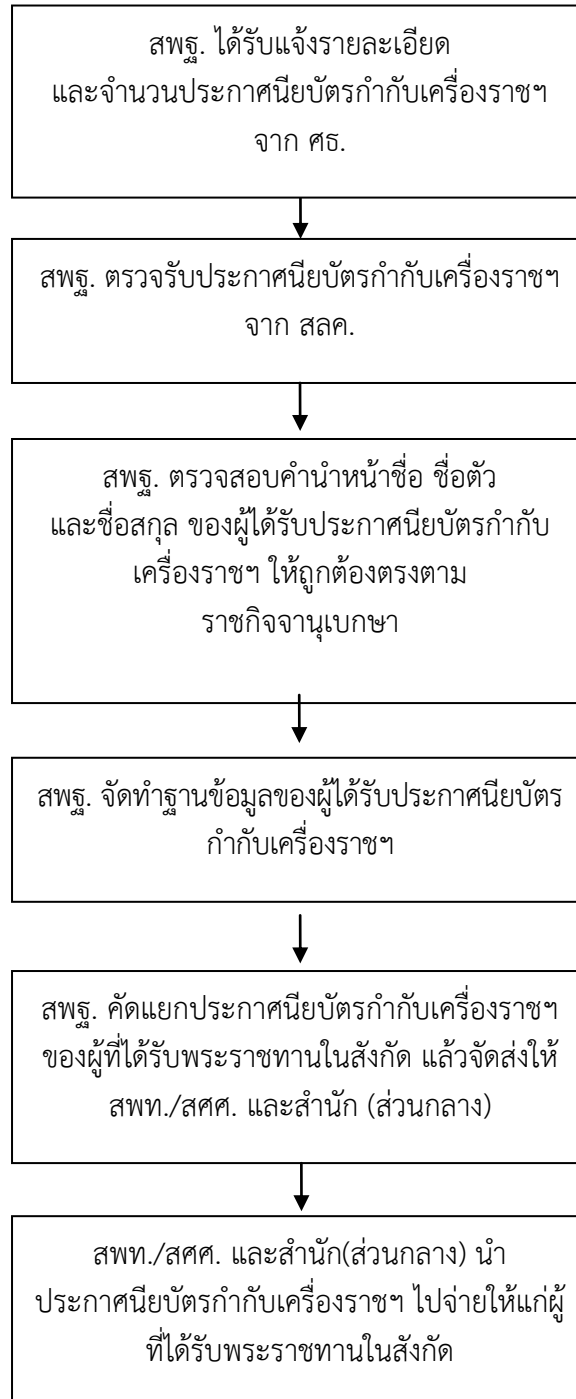 สพฐ. ได้รับแจ้งรายละเอียด
และจำนวนประกาศนียบัตรกำกับเครื่องราชฯ
จาก ศธ.
สพฐ. ตรวจรับประกาศนียบัตรกำกับเครื่องราชฯ
จาก สลค.
สพฐ. ตรวจสอบคำนำหน้าชื่อ ชื่อตัว
และชื่อสกุล ของผู้ได้รับประกาศนียบัตรกำกับ
เครื่องราชฯ ให้ถูกต้องตรงตาม
ราชกิจจานุเบกษา
สพฐ. จัดทำฐานข้อมูลของผู้ได้รับประกาศนียบัตร
กำกับเครื่องราชฯ
สพฐ. คัดแยกประกาศนียบัตรกำกับเครื่องราชฯ
ของผู้ที่ได้รับพระราชทานในสังกัด แล้วจัดส่งให้
สพท./สศศ. และสำนัก (ส่วนกลาง)
สพท./สศศ. และสำนัก(ส่วนกลาง) นำ
ประกาศนียบัตรกำกับเครื่องราชฯ ไปจ่ายให้แก่ผู้
ที่ได้รับพระราชทานในสังกัด